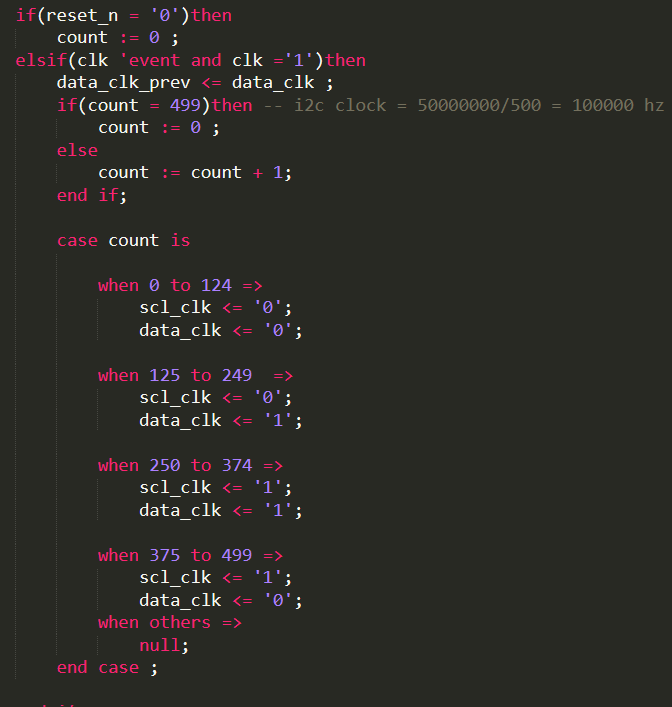 if(reset_n = '0')then
    count := 0 ;
elsif(clk 'event and clk ='1')then
    data_clk_prev <= data_clk ;
    if(count = 499)then -- i2c clock = 50000000/500 = 100000 hz
        count := 0 ;
    else
        count := count + 1;
    end if;

    case count is

        when 0 to 124 =>
            scl_clk <= '0';
            data_clk <= '0';

        when 125 to 249  =>
            scl_clk <= '0';
            data_clk <= '1';

        when 250 to 374 =>
            scl_clk <= '1';
            data_clk <= '1';

        when 375 to 499 =>
            scl_clk <= '1';
            data_clk <= '0';
        when others =>
            null;
    end case ;